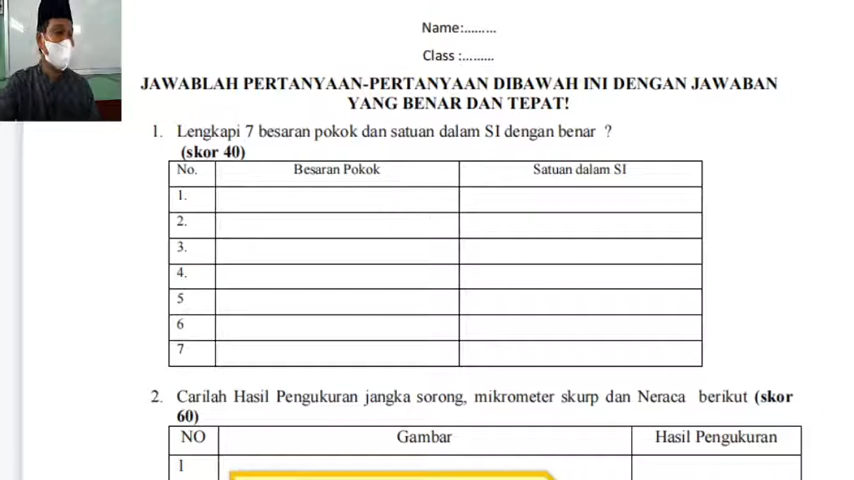 Name:.........
Class :.........
JAWABLAH PERTANYAAN-PERTANYAAN DIBAWAH INI DENGAN JAWABAN
YANG BENAR DAN TEPAT!
1. Lengkapi 7 besaran pokok dan satuan dalam SI dengan benar ?
(skor 40)
No. Besaran Pokok Satuan dalam SI
1.
2.
3.
4.
5
6
7
2. Carilah Hasil Pengukuran jangka sorong, mikrometer skurp dan Neraca berikut (skor
60)
NO Gambar Hasil Pengukuran
1